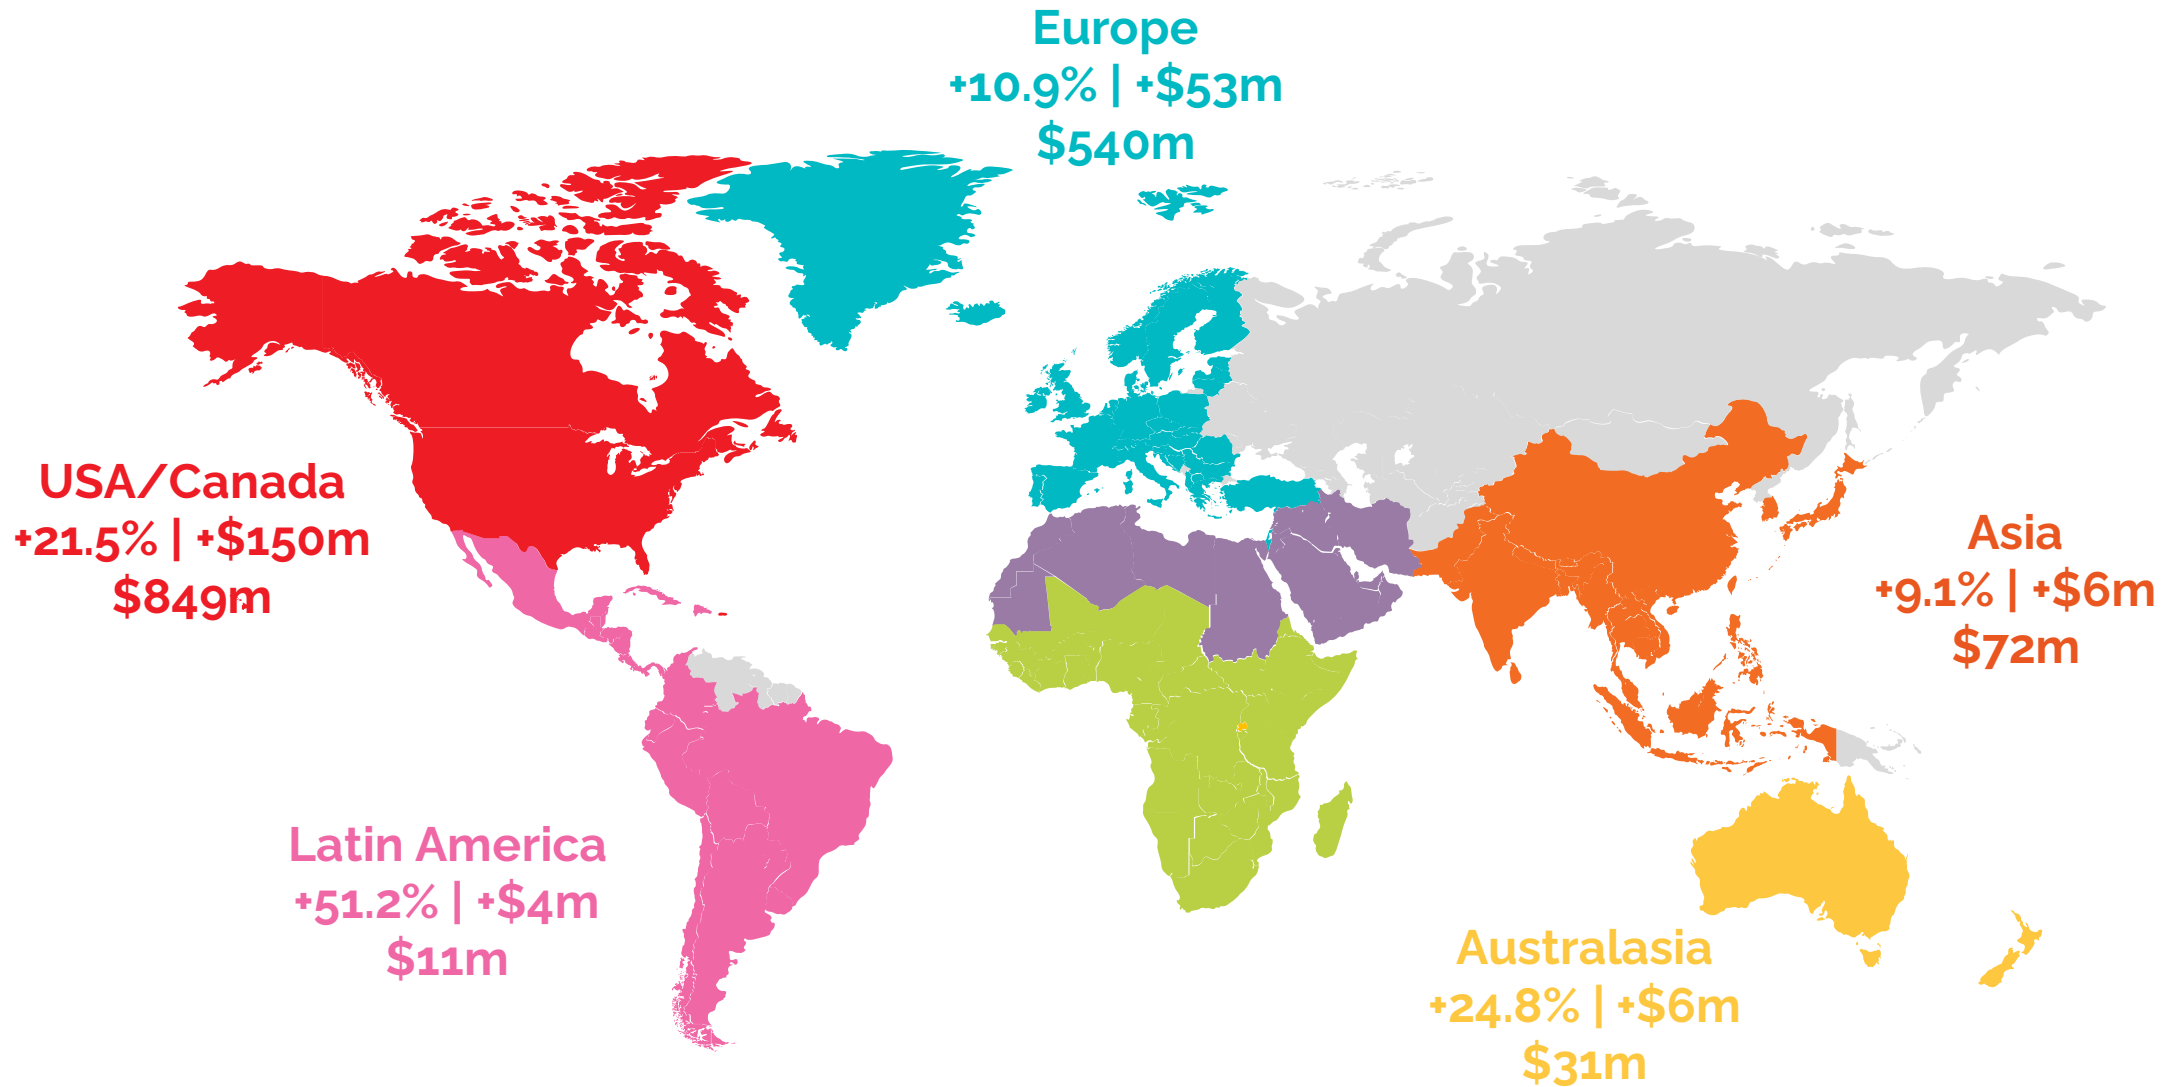 Europe
+10.9% | +$53m
$540m
USA/Canada
+21.5% | +$150m
$849m
Asia
+9.1% | +$6m
$72m
Latin America
+51.2% | +$4m
$11m
Australasia
+24.8% | +$6m
$31m